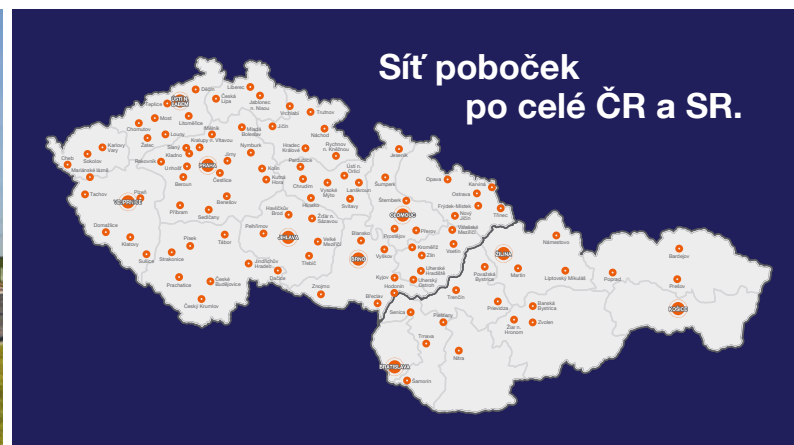 Síť poboček
po celé ČR a SR.
Děčín
Liberec
ÚSTÍ N.
LABEM
Česká
Lípa
Jablonec
n. Nisou
Teplice
Vrchlabí
Trutnov
Most
Litoměřice
Chomutov
Mělník
Mladá
Boleslav
Jičín
Náchod
Žatec
Louny
Kralupy n. Vltavou
Slaný
Hradec
Králové
Rychnov
n. Kněžnou
Karlovy
Vary
Kladno
Jirny
Nymburk
Jeseník
Cheb
Sokolov
Rakovník
Unhošť
PRAHA
Kolín
Pardubice
Ústí n.
Orlicí
Mariánské lázně
Beroun
Čestlice
Kutná
Hora
Chrudim
Vysoké
Mýto
Lanškroun
Šumperk
Opava
Karviná
Tachov
Plzeň
Benešov
Hlinsko
Svitavy
Šternberk
Ostrava
Příbram
Sedlčany
Havlíčkův
Brod
OLOMOUC
Frýdek-Místek
Třinec
Nový
Jičín
Domažlice
Písek
Pelhřimov
Žďár n.
Sázavou
Prostějov
Přerov
Valašské
Meziříčí
Klatovy
Tábor
JIHLAVA
Velké
Meziříčí
Blansko
Kroměříž
Vsetín
Námestovo
Sušice
Strakonice
Třebíč
BRNO
Vyškov
Zlín
ŽILINA
Bardejov
Jindřichův
Hradec
Dačice
Uherské
Hradiště
Považská
Bystrica
Martin
Liptovský Mikuláš
Poprad
Prachatice
České
Budějovice
Kyjov
Uherský
Ostroh
Prešov
Znojmo
Hodonín
Trenčín
Český Krumlov
Břeclav
Prievidza
Banská
Bystrica
KOŠICE
Senica
Piešťany
Žiar n.
Hronom
Zvolen
Trnava
Nitra
BRATISLAVA
Šamorín